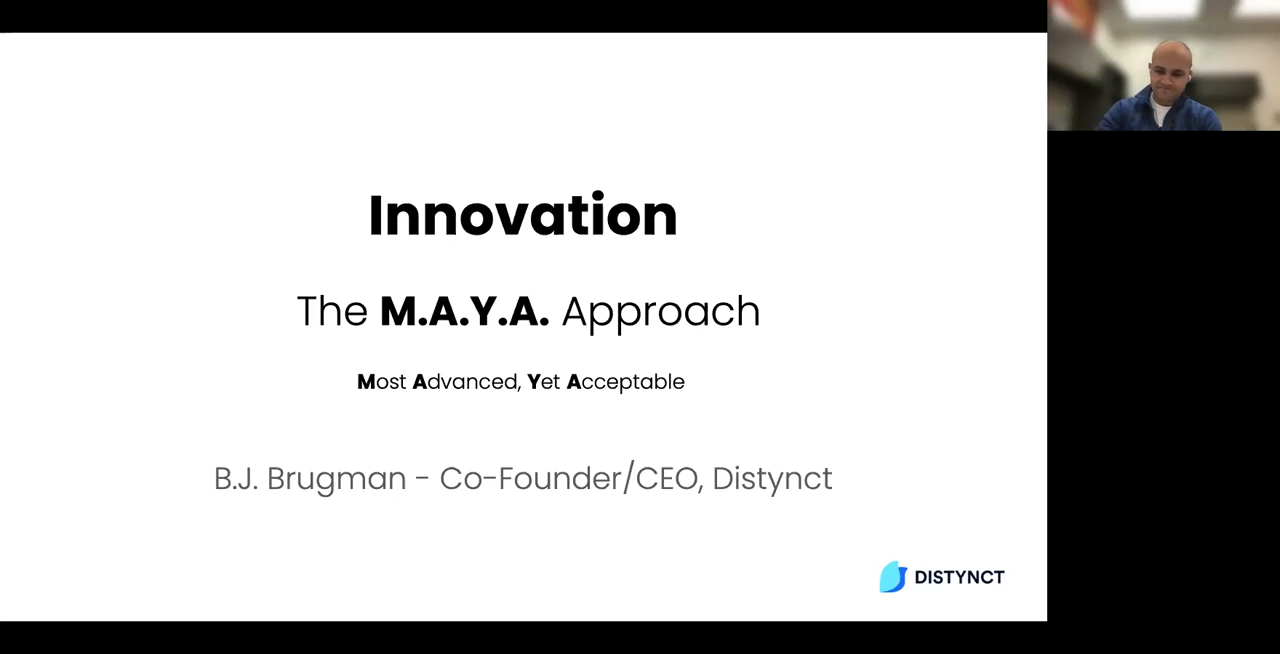 Innovation
The M.A.Y.A. Approach
Most Advanced, Yet Acceptable
B.J. Brugman - Co-Founder/CEO, Distynct
DISTYNCT